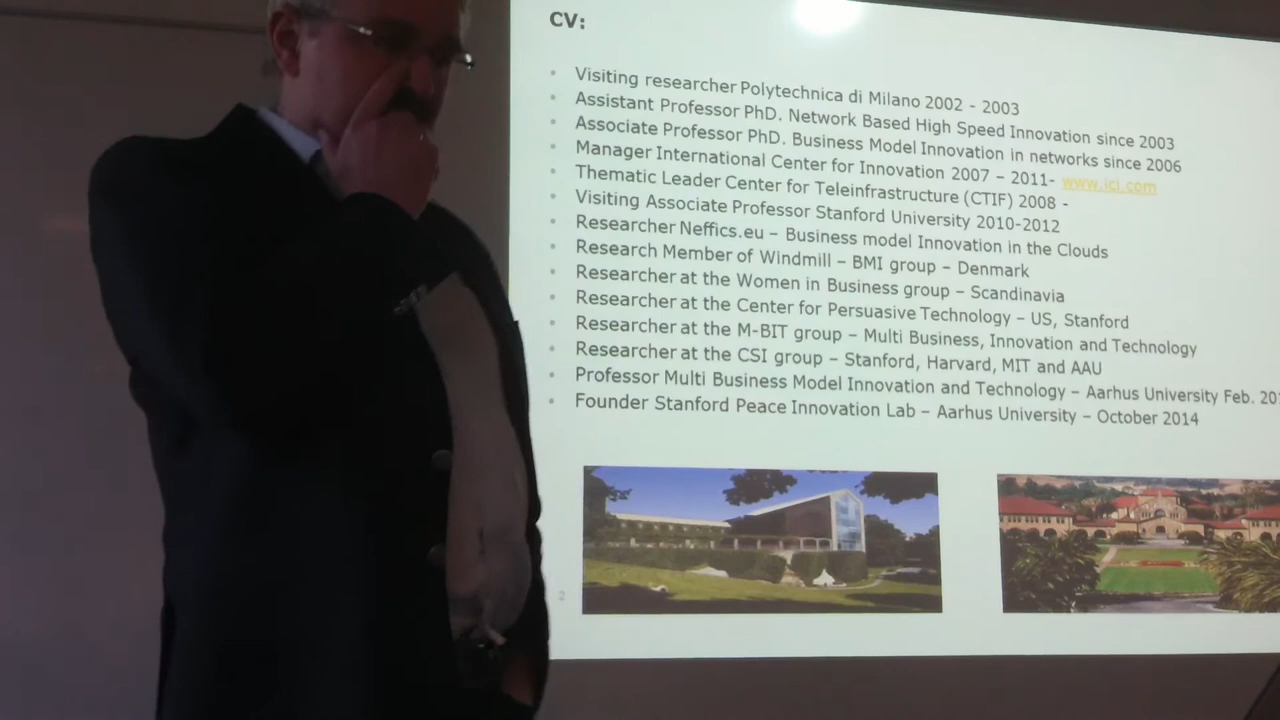 CV:
Visiting researcher Polytechnica di Milano 2002 - 2003
Assistant Professor PhD. Network Based High Speed Innovation since 2003
Associate Professor PhD. Business Model Innovation in networks since 2006
Manager International Center for Innovation 2007 – 2011- www.ici.com
Thematic Leader Center for Teleinfrastructure (CTIF) 2008 -
Visiting Associate Professor Stanford University 2010-2012
Researcher Neffics.eu – Business model Innovation in the Clouds
Research Member of Windmill – BMI group – Denmark
Researcher at the Women in Business group – Scandinavia
Researcher at the Center for Persuasive Technology – US, Stanford
Researcher at the M-BIT group – Multi Business, Innovation and Technology
Researcher at the CSI group – Stanford, Harvard, MIT and AAU
Professor Multi Business Model Innovation and Technology – Aarhus University Feb.
Founder Stanford Peace Innovation Lab – Aarhus University – October 2014
2